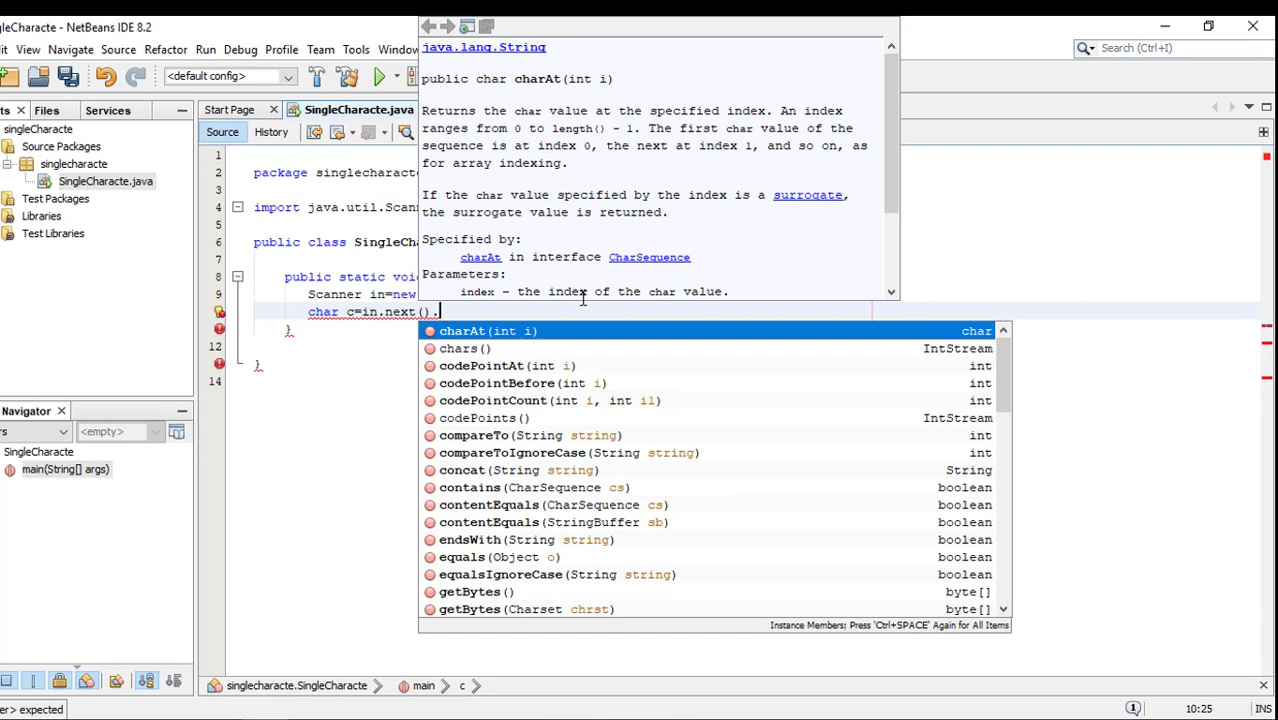 ngleCharacte - NetBeans IDE 8.2
it View Navigate Source Refactor Run Debug Profile Team Tools Window
<default config>
Search (Ctrl+I)
ts Files Services
singleCharacte
Source Packages
singlecharacte
SingleCharacte.java
Test Packages
Libraries
Test Libraries
Start Page SingleCharacte.java
Source History
1
2 package singlecharacte
3
4 import java.util.Scann
5
6 public class SingleCha
7
8 public static voi
9 Scanner in=new
char c=in.next().
}
12
}
14
java.lang.String
public char charAt(int i)
Returns the char value at the specified index. An index
ranges from 0 to length() - 1. The first char value of the
sequence is at index 0, the next at index 1, and so on, as
for array indexing.
If the char value specified by the index is a surrogate,
the surrogate value is returned.
Specified by:
charAt in interface CharSequence
Parameters:
index - the index of the char value.
charAt(int i) char
chars() IntStream
codePointAt(int i) int
codePointBefore(int i) int
codePointCount(int i, int i1) int
codePoints() IntStream
compareTo(String string) int
compareToIgnoreCase(String string) int
concat(String string) String
contains(CharSequence cs) boolean
contentEquals(CharSequence cs) boolean
contentEquals(StringBuffer sb) boolean
endsWith(String string) boolean
equals(Object o) boolean
equalsIgnoreCase(String string) boolean
getBytes() byte[]
getBytes(Charset chrst) byte[]
Instance Members; Press 'Ctrl+SPACE' Again for All Items
Navigator
rs <empty>
SingleCharacte
main(String[] args)
singlecharacte.SingleCharacte main c
r> expected
1 10:25 INS